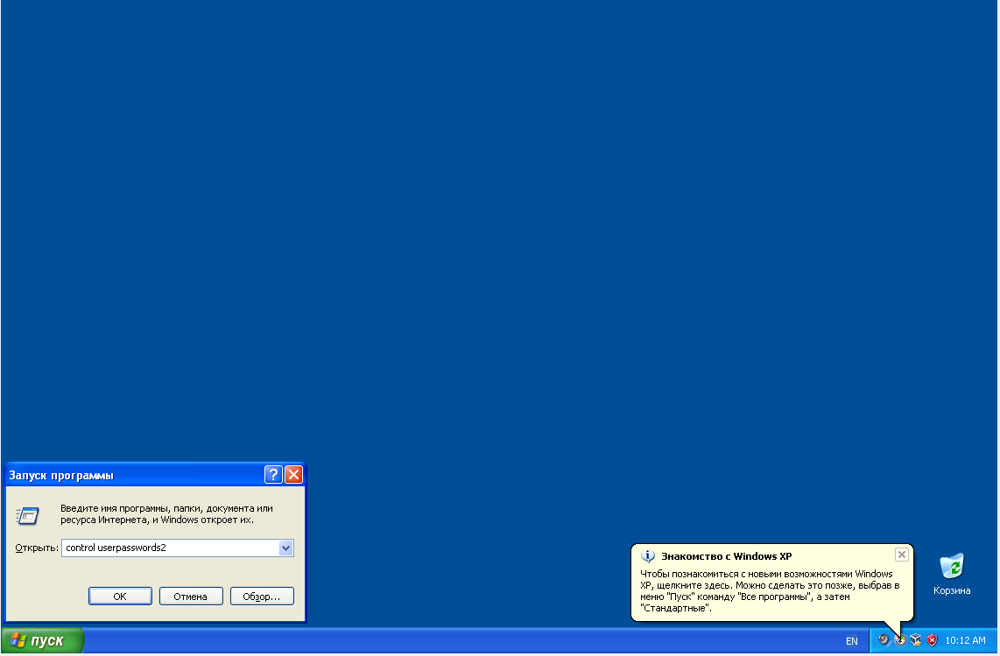 Запуск программы
Введите имя программы, папки, документа или
ресурса Интернета, и Windows откроет их.
Открыть: control userpasswords2
OK Отмена Обзор...
Знакомство с Windows XP
Чтобы познакомиться с новыми возможностями Windows
XP, щелкните здесь. Можно сделать это позже, выбрав в
меню "Пуск" команду "Все программы", а затем
"Стандартные".
Корзина
пуск
EN
10:12 AM